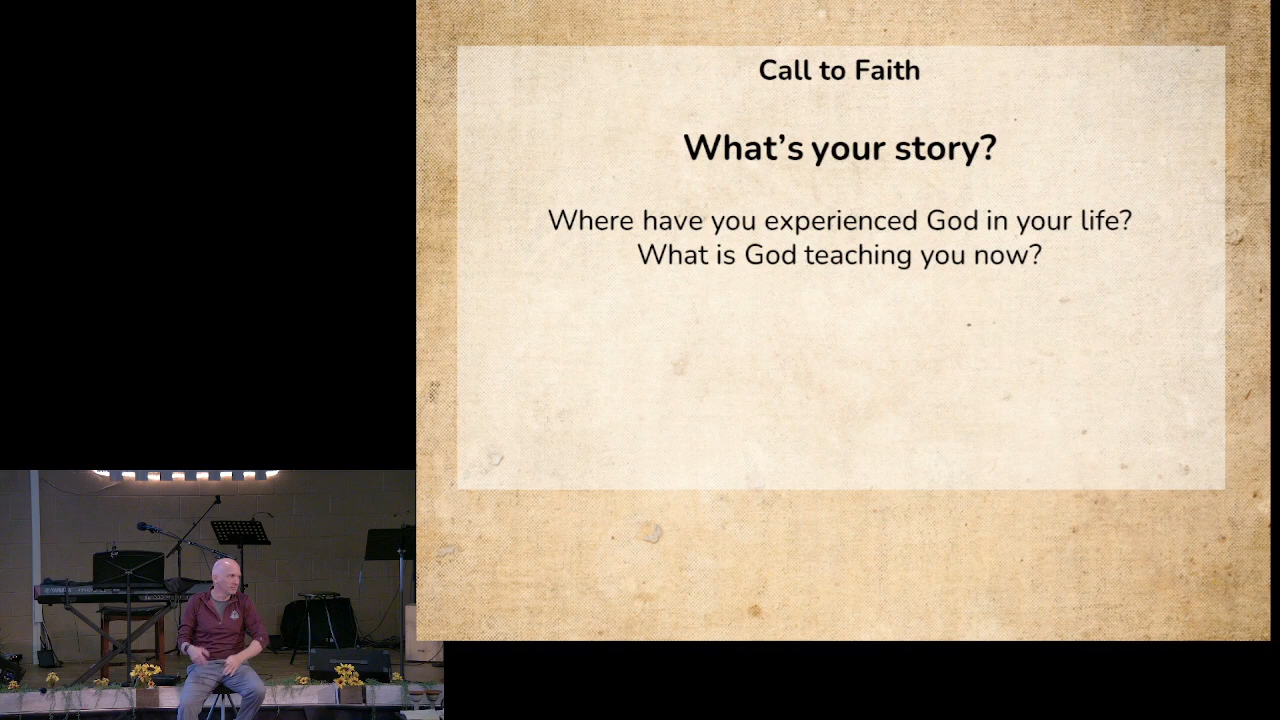 Call to Faith
What's your story?
Where have you experienced God in your life?
What is God teaching you now?